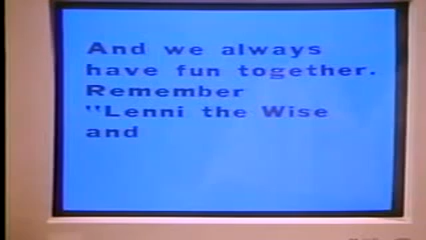 And we always
have fun together.
Remember
"Lenni the Wise
and